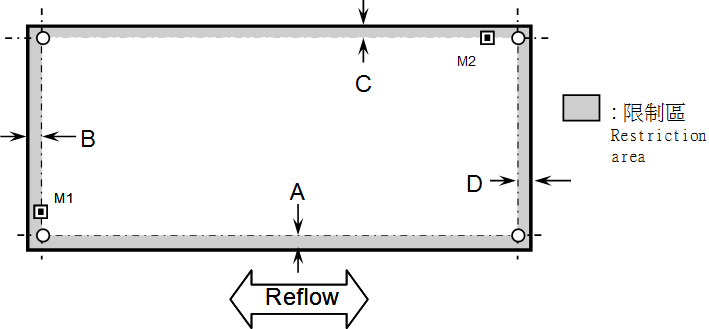 M2
C
: 限制區
Restriction
area
B
D
A
M1
Reflow